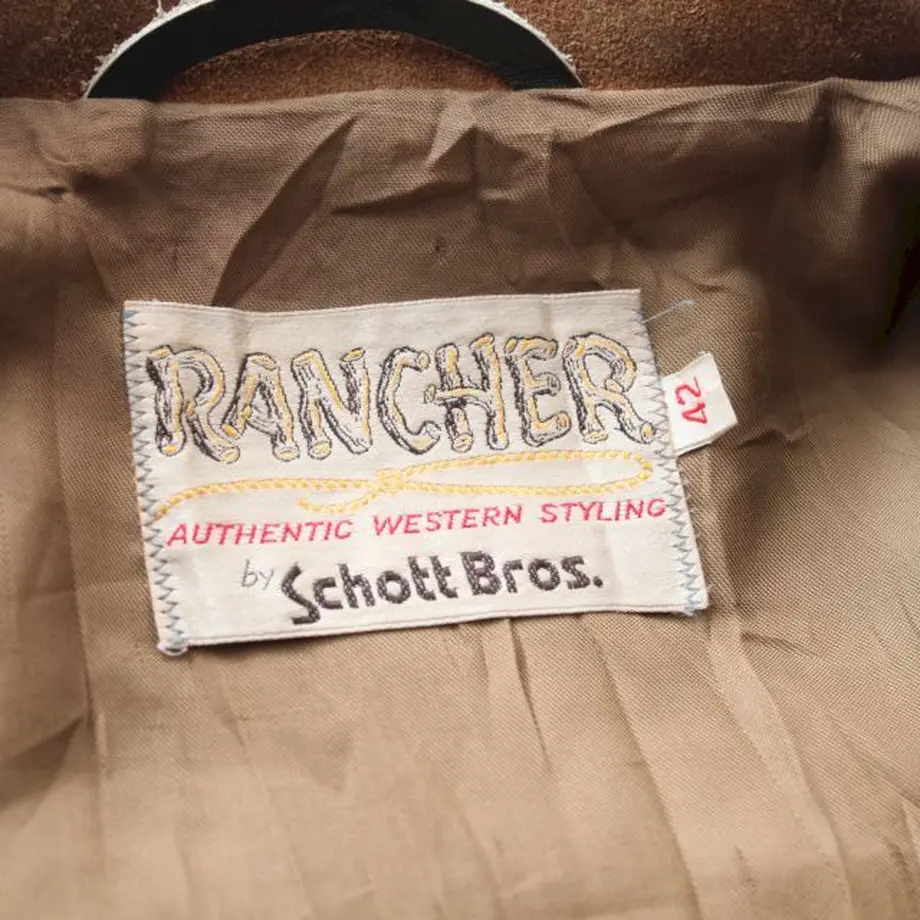 RANCHER
42
AUTHENTIC WESTERN STYLING
by Schott Bros.